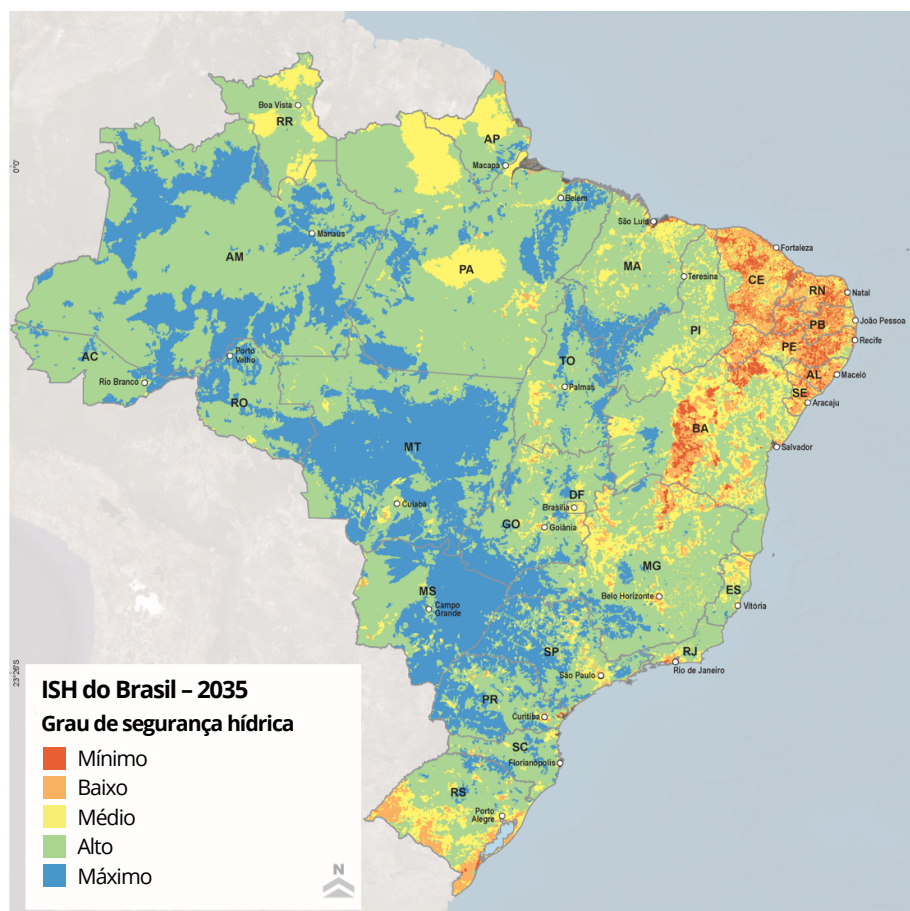 Boa Vista
RR
AP
Macapá
0°0'
Belém
São Luís
Fortaleza
Manaus
AM
PA
MA
CE
Teresina
RN
Natal
PB
João Pessoa
PI
Recife
PE
AC
Porto
Velho
TO
AL
Maceió
Rio Branco
Palmas
SE
Aracaju
RO
BA
MT
Salvador
DF
Cuiabá
Brasília
GO
Goiânia
MG
MS
Belo Horizonte
ES
Campo
Grande
Vitória
SP
RJ
São Paulo
Rio de Janeiro
23°26'S
PR
Curitiba
SC
Florianópolis
RS
Porto
Alegre
ISH do Brasil – 2035
Grau de segurança hídrica
Mínimo
Baixo
Médio
Alto
Máximo
N